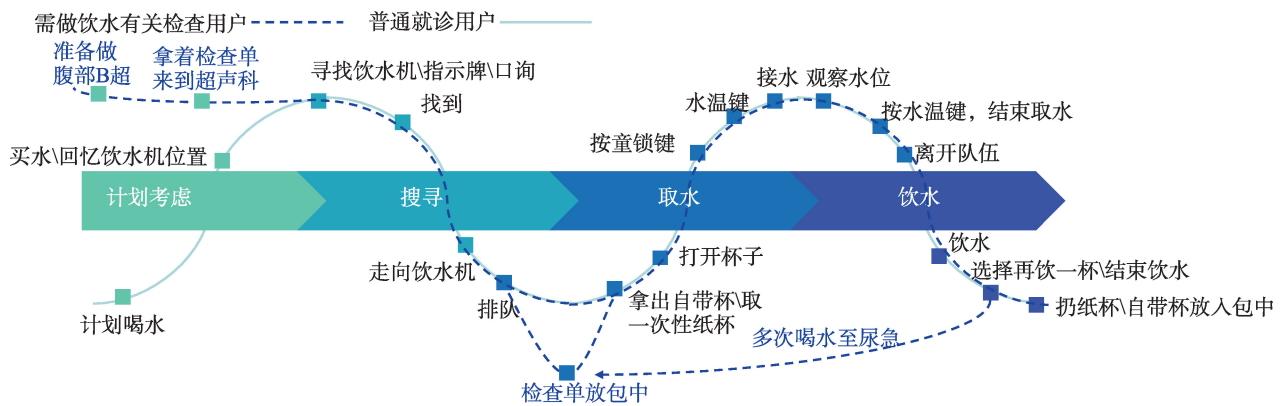 需做饮水有关检查用户
普通就诊用户
准备做
腹部B超
拿着检查单
来到超声科
寻找饮水机\指示牌\口询
找到
买水\回忆饮水机位置
接水 观察水位
水温键
按水温键，结束取水
按童锁键
离开队伍
计划考虑
搜寻
取水
饮水
走向饮水机
打开杯子
饮水
选择再饮一杯\结束饮水
计划喝水
排队
拿出自带杯\取
一次性纸杯
扔纸杯\自带杯放入包中
多次喝水至尿急
检查单放包中